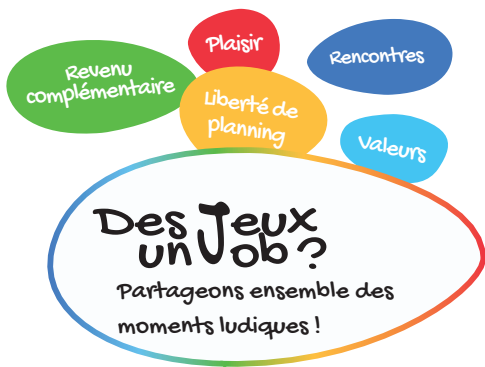 Plaisir
Rencontres
Revenu
complémentaire
Liberté de
planning
Valeurs
Des Jeux
un Job ?
Partageons ensemble des
moments ludiques !